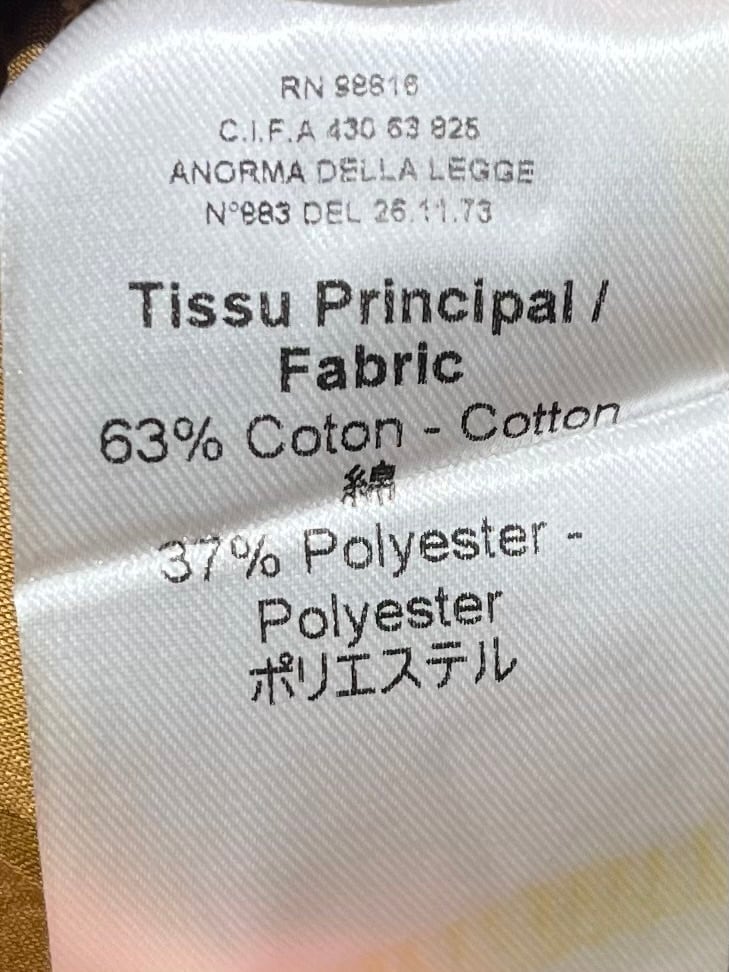 RN 98616
C.I.F.A 430 63 825
ANORMA DELLA LEGGE
N°883 DEL 26.11.73
Tissu Principal /
Fabric
63% Coton - Cotton
綿
37% Polyester -
Polyester
ポリエステル